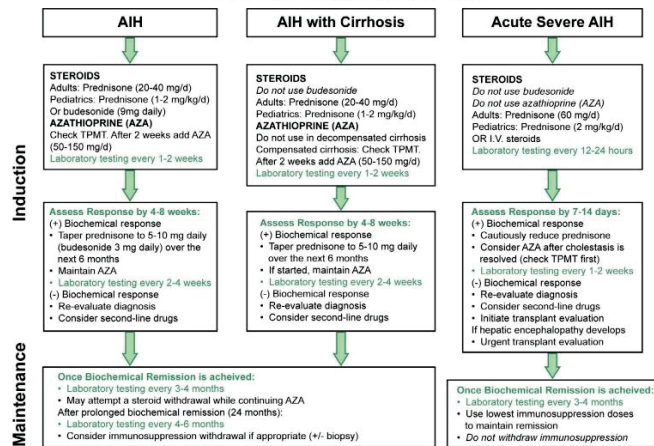 AIH
STEROIDS
Adults: Prednisone (20-40 mg/d)
Pediatrics: Prednisone (1-2 mg/kg/d)
Or budesonide (9mg daily)
AZATHIOPRINE (AZA)
Check TPMT. After 2 weeks add AZA
(50-150 mg/d)
Laboratory testing every 1-2 weeks
Assess Response by 4-8 weeks:
(+) Biochemical response
• Taper prednisone to 5-10 mg daily
(budesonide 3 mg daily) over the
next 6 months
• Maintain AZA
• Laboratory testing every 2-4 weeks
(-) Biochemical response
• Re-evaluate diagnosis
• Consider second-line drugs
AIH with Cirrhosis
STEROIDS
Do not use budesonide
Adults: Prednisone (20-40 mg/d)
Pediatrics: Prednisone (1-2 mg/kg/d)
AZATHIOPRINE (AZA)
Do not use in decompensated cirrhosis
Compensated cirrhosis: Check TPMT.
After 2 weeks add AZA (50-150 mg/d)
Laboratory testing every 1-2 weeks
Assess Response by 4-8 weeks:
(+) Biochemical response
• Taper prednisone to 5-10 mg daily
over the next 6 months
• If started, maintain AZA
• Laboratory testing every 2-4 weeks
(-) Biochemical response
• Re-evaluate diagnosis
• Consider second-line drugs
Acute Severe AIH
STEROIDS
Do not use budesonide
Do not use azathioprine (AZA)
Adults: Prednisone (60 mg/d)
Pediatrics: Prednisone (2 mg/kg/d)
OR I.V. steroids
Laboratory testing every 12-24 hours
Assess Response by 7-14 days:
(+) Biochemical response
• Cautiously reduce prednisone
• Consider AZA after cholestasis is
resolved (check TPMT first)
• Laboratory testing every 1-2 weeks
(-) Biochemical response
• Re-evaluate diagnosis
• Consider second-line drugs
• Initiate transplant evaluation
If hepatic encephalopathy develops
• Urgent transplant evaluation
Induction
Maintenance
Once Biochemical Remission is acheived:
• Laboratory testing every 3-4 months
• May attempt a steroid withdrawal while continuing AZA
After prolonged biochemical remission (24 months):
• Laboratory testing every 4-6 months
• Consider immunosuppression withdrawal if appropriate (+/- biopsy)
Once Biochemical Remission is acheived:
• Laboratory testing every 3-4 months
• Use lowest immunosuppression doses
to maintain remission
• Do not withdraw immunosuppression